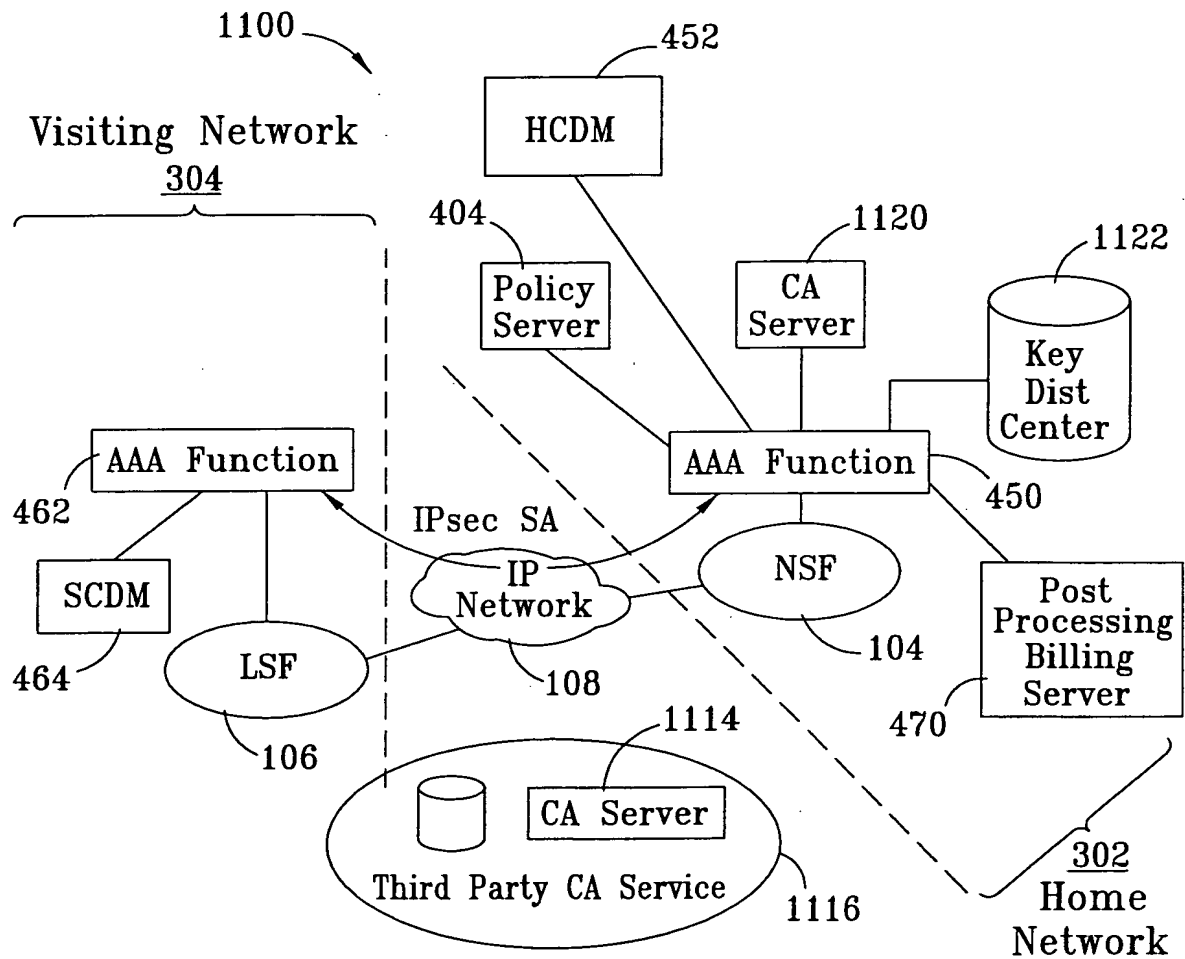 1100
452
Visiting Network
304
HCDM
404
1120
1122
Policy
Server
CA
Server
Key
Dist
Center
AAA Function
AAA Function
462
450
IPsec SA
IP
Network
NSF
SCDM
Post
Processing
Billing
Server
464
LSF
108
104
470
106
1114
CA Server
Third Party CA Service
1116
302
Home
Network